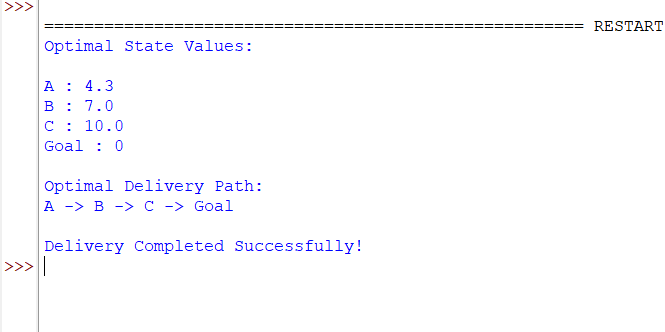 >>>
====================================================== RESTART
Optimal State Values:
A : 4.3
B : 7.0
C : 10.0
Goal : 0
Optimal Delivery Path:
A -> B -> C -> Goal
Delivery Completed Successfully!
>>>